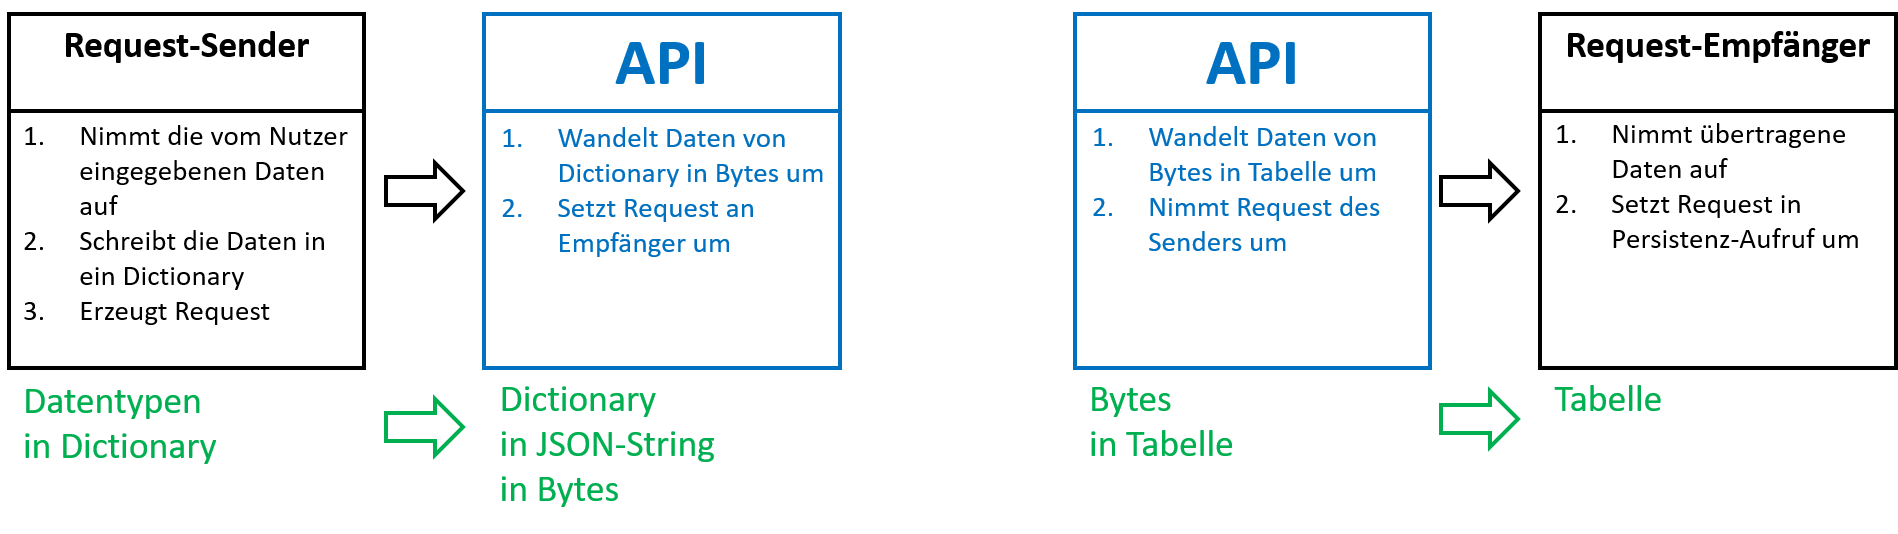 Request-Sender
1. Nimmt die vom Nutzer
eingegebenen Daten
auf
2. Schreibt die Daten in
ein Dictionary
3. Erzeugt Request
Datentypen
in Dictionary
API
1. Wandelt Daten von
Dictionary in Bytes um
2. Setzt Request an
Empfänger um
Dictionary
in JSON-String
in Bytes
API
1. Wandelt Daten von
Bytes in Tabelle um
2. Nimmt Request des
Senders um
Bytes
in Tabelle
Request-Empfänger
1. Nimmt übertragene
Daten auf
2. Setzt Request in
Persistenz-Aufruf um
Tabelle